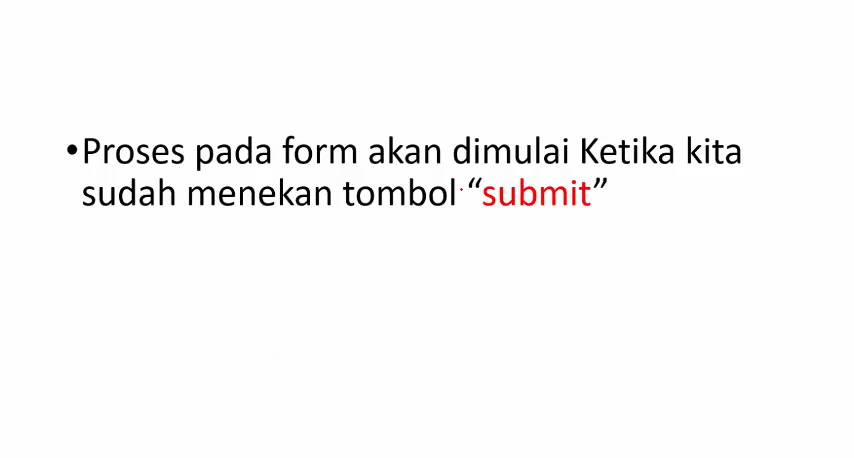 •Proses pada form akan dimulai Ketika kita
sudah menekan tombol “submit”